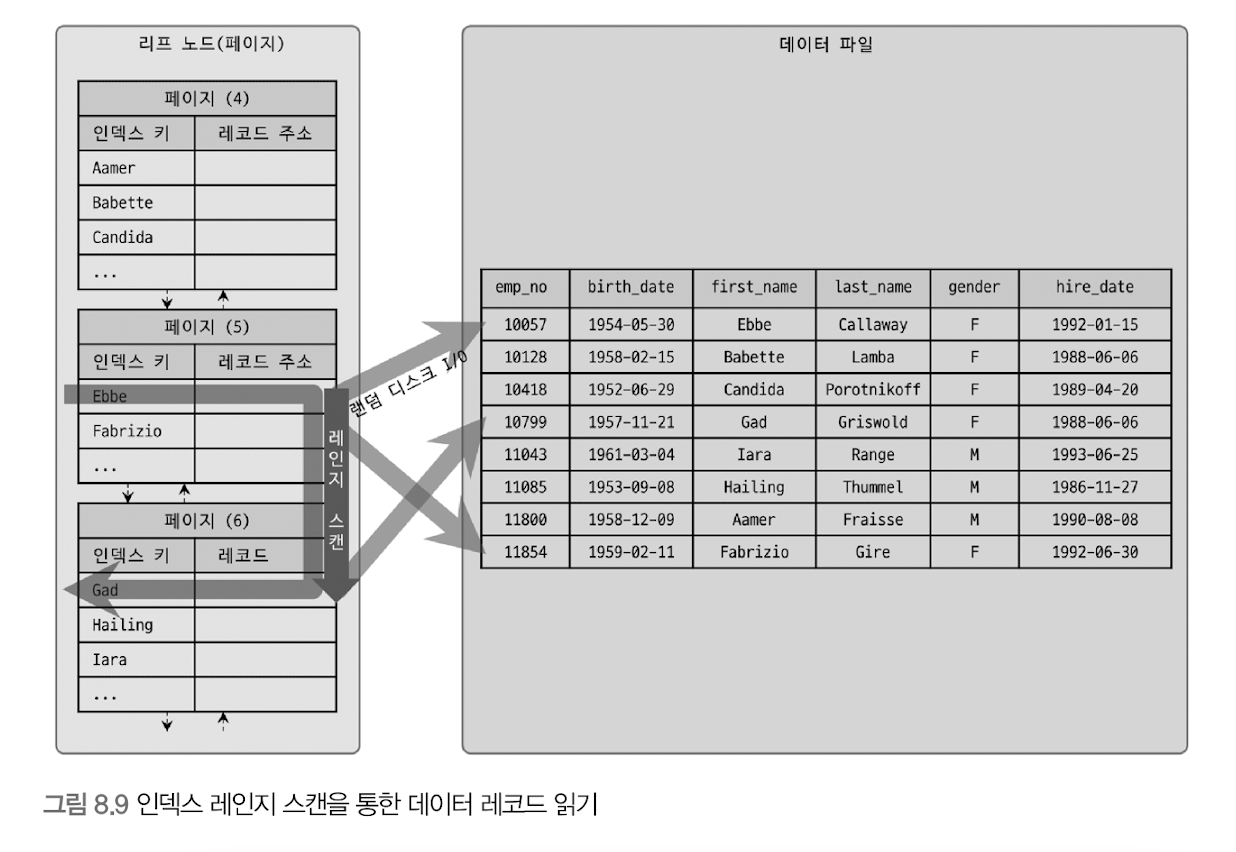 리프 노드(페이지)
페이지 (4)
인덱스 키 레코드 주소
Aamer
Babette
Candida
...
페이지 (5)
인덱스 키 레코드 주소
Ebbe
Fabrizio
...
페이지 (6)
인덱스 키 레코드
Gad
Hailing
Iara
...
레인지 스캔
랜덤 디스크 I/O
데이터 파일
emp_no birth_date first_name last_name gender hire_date
10057 1954-05-30 Ebbe Callaway F 1992-01-15
10128 1958-02-15 Babette Lamba F 1988-06-06
10418 1952-06-29 Candida Porotnikoff F 1989-04-20
10799 1957-11-21 Gad Griswold F 1988-06-06
11043 1961-03-04 Iara Range M 1993-06-25
11085 1953-09-08 Hailing Thummel M 1986-11-27
11800 1958-12-09 Aamer Fraisse M 1990-08-08
11854 1959-02-11 Fabrizio Gire F 1992-06-30
그림 8.9 인덱스 레인지 스캔을 통한 데이터 레코드 읽기